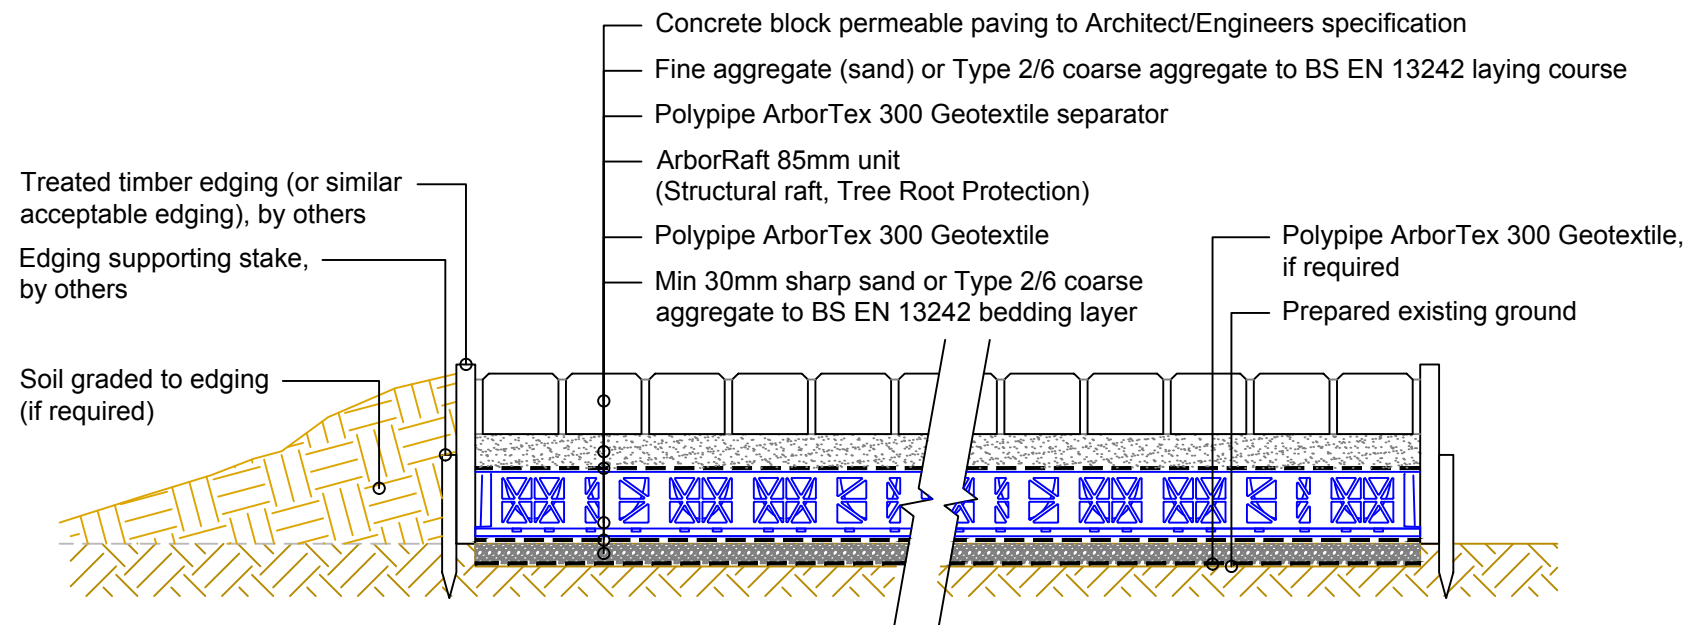 Concrete block permeable paving to Architect/Engineers specification
Fine aggregate (sand) or Type 2/6 coarse aggregate to BS EN 13242 laying course
Polypipe ArborTex 300 Geotextile separator
ArborRaft 85mm unit
(Structural raft, Tree Root Protection)
Polypipe ArborTex 300 Geotextile
Min 30mm sharp sand or Type 2/6 coarse
aggregate to BS EN 13242 bedding layer
Treated timber edging (or similar
acceptable edging), by others
Edging supporting stake,
by others
Soil graded to edging
(if required)
Polypipe ArborTex 300 Geotextile,
if required
Prepared existing ground